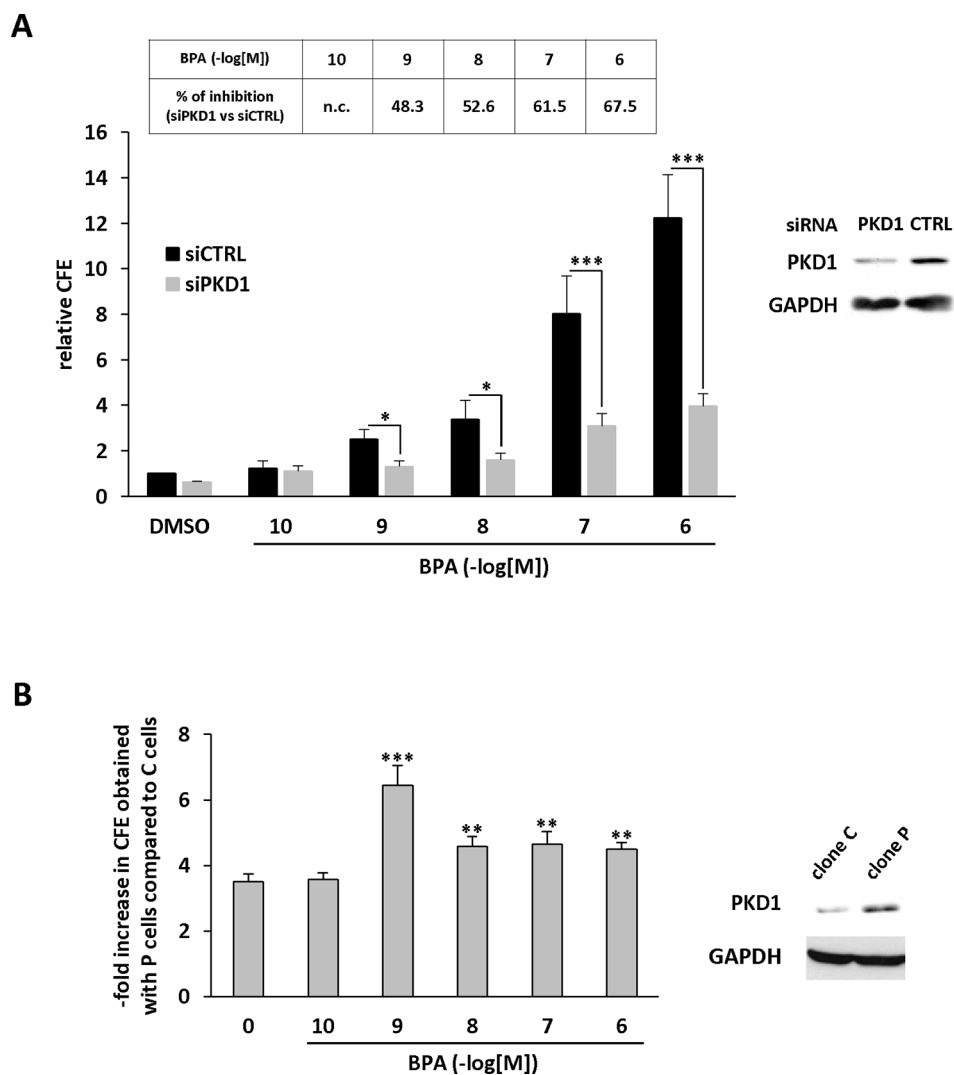 A
BPA (-log[M]) 10 9 8 7 6
% of inhibition
(siPKD1 vs siCTRL) n.c. 48.3 52.6 61.5 67.5
16
14
12
10
8
6
4
2
0
relative CFE
siCTRL
siPKD1
*
*
***
***
DMSO 10 9 8 7 6
BPA (-log[M])
siRNA PKD1 CTRL
PKD1
GAPDH
B
-fold increase in CFE obtained
with P cells compared to C cells
8
6
4
2
0
***
**
**
**
0 10 9 8 7 6
BPA (-log[M])
clone C clone P
PKD1
GAPDH